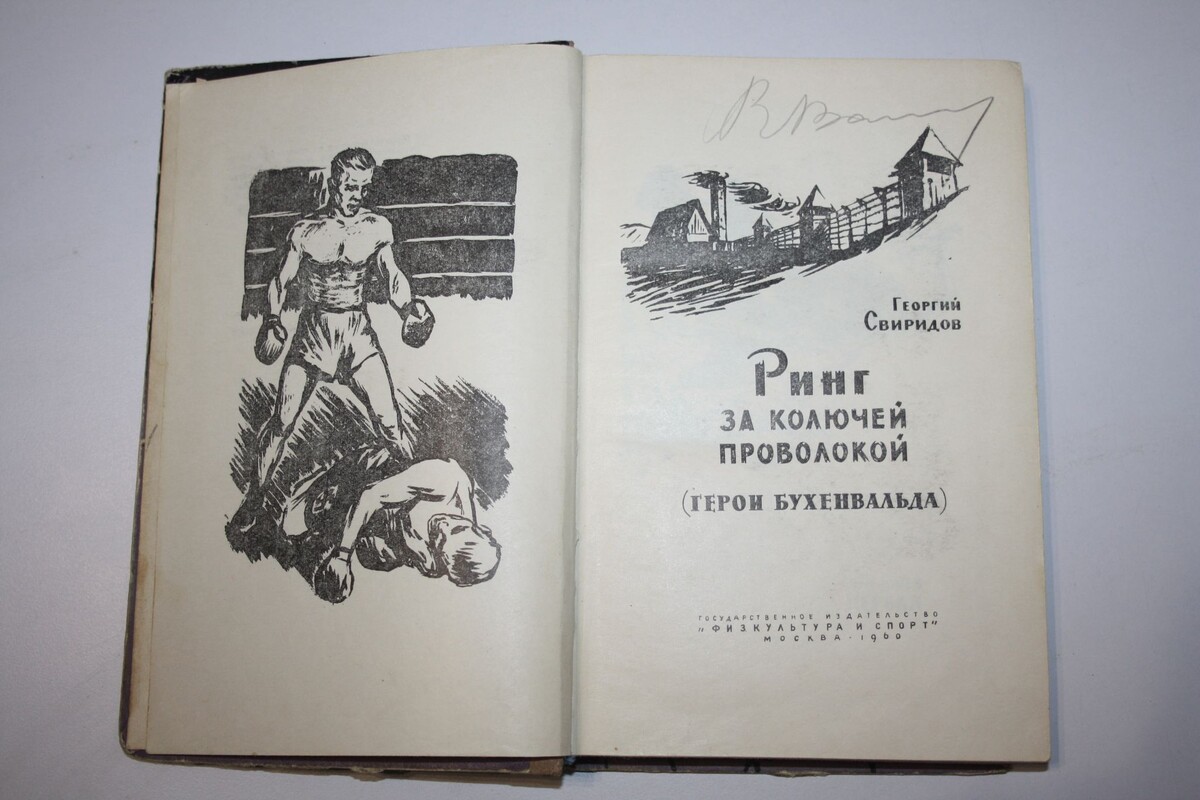 Георгий
Свиридов
Ринг
за колючей
проволокой
(Герои Бухенвальда)
Государственное издательство
„Физкультура и спорт"
Москва · 1960